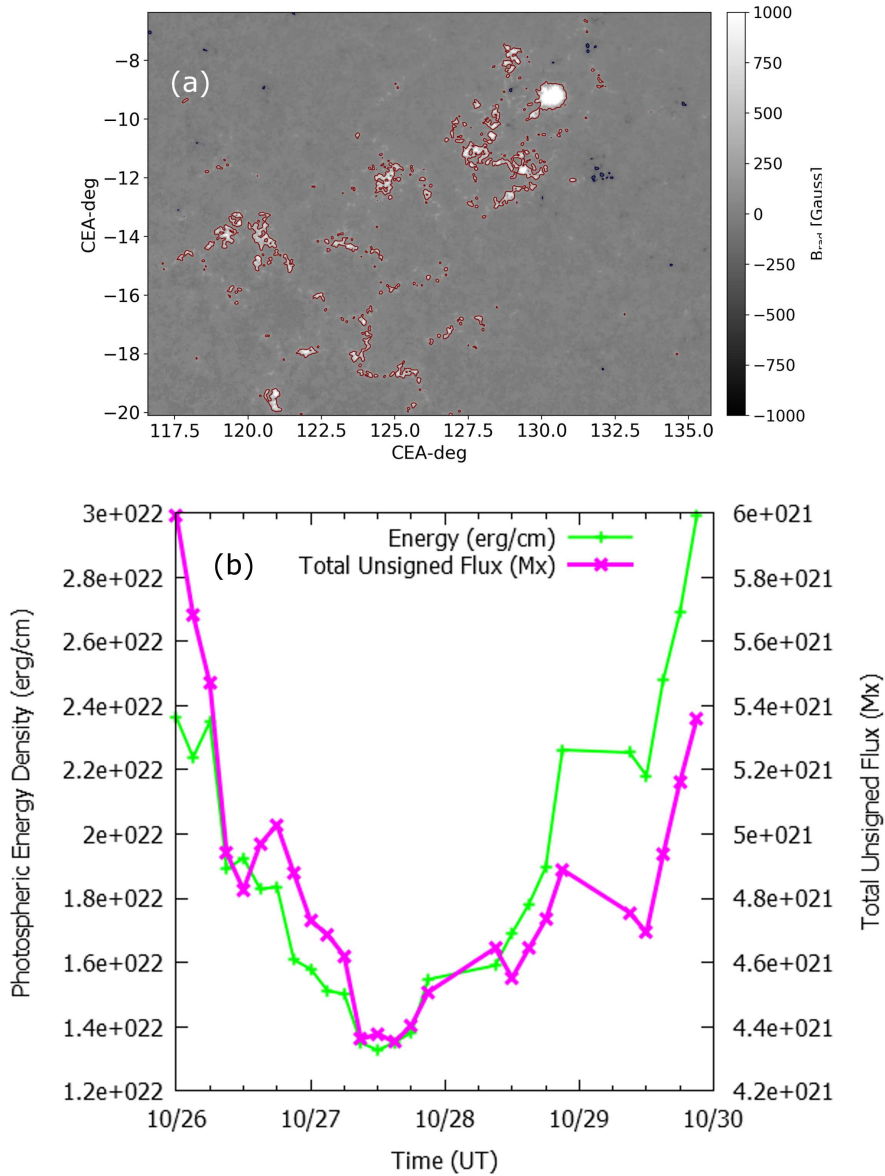 (a)
−8
−10
−12
−14
−16
−18
−20
CEA-deg
117.5 120.0 122.5 125.0 127.5 130.0 132.5 135.0
CEA-deg
1000
750
500
250
0
−250
−500
−750
−1000
B_rad [Gauss]
(b)
Energy (erg/cm)
Total Unsigned Flux (Mx)
3e+022
2.8e+022
2.6e+022
2.4e+022
2.2e+022
2e+022
1.8e+022
1.6e+022
1.4e+022
1.2e+022
Photospheric Energy Density (erg/cm)
6e+021
5.8e+021
5.6e+021
5.4e+021
5.2e+021
5e+021
4.8e+021
4.6e+021
4.4e+021
4.2e+021
Total Unsigned Flux (Mx)
10/26 10/27 10/28 10/29 10/30
Time (UT)